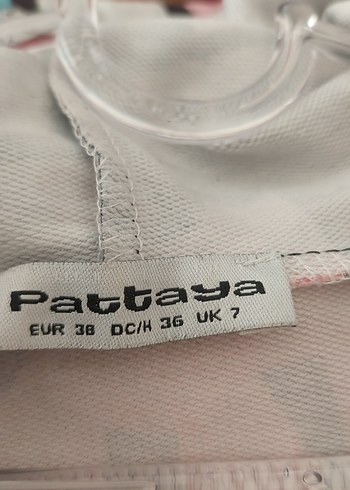 Pattaya
EUR 38 DC/H 36 UK 7